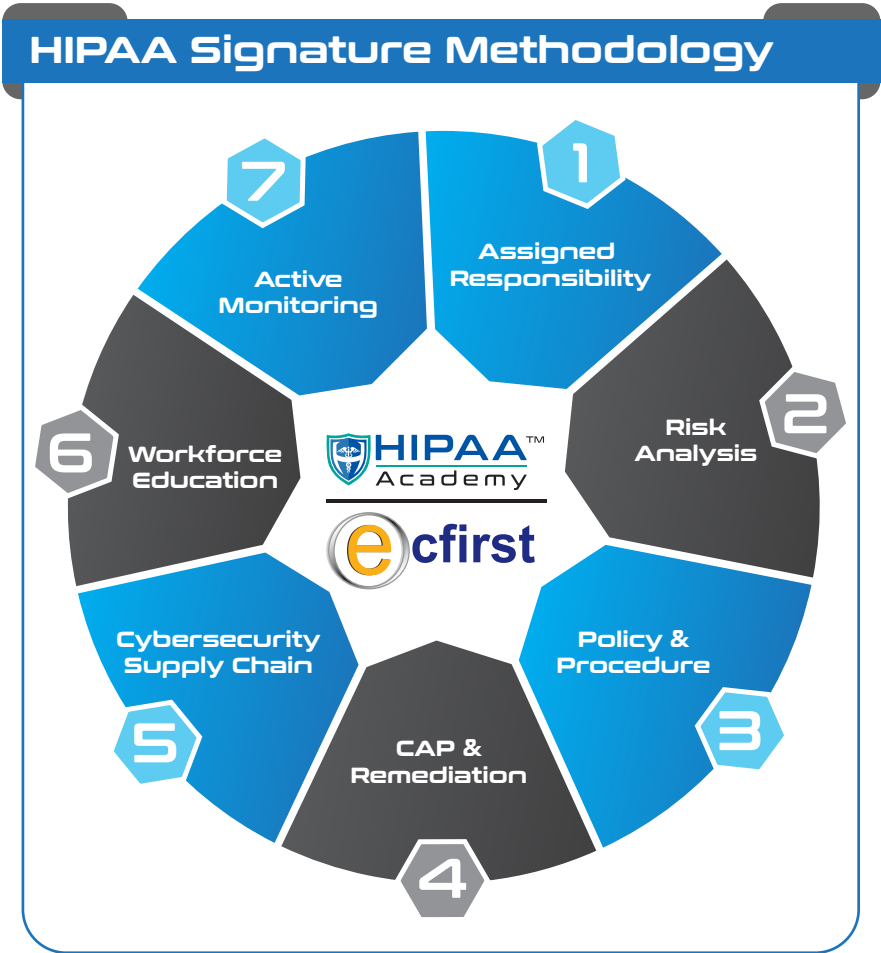 HIPAA Signature Methodology
1
Assigned
Responsibility
2
Risk
Analysis
3
Policy &
Procedure
4
CAP &
Remediation
5
Cybersecurity
Supply Chain
6
Workforce
Education
7
Active
Monitoring
HIPAA™
Academy
ecfirst